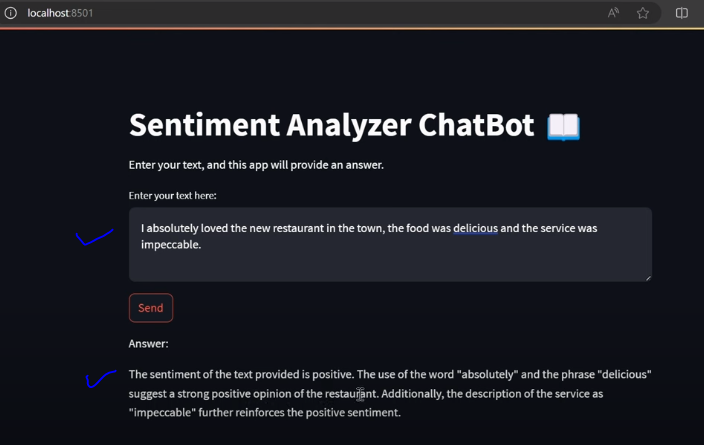 localhost:8501
Sentiment Analyzer ChatBot 📖
Enter your text, and this app will provide an answer.
Enter your text here:
I absolutely loved the new restaurant in the town, the food was delicious and the service was
impeccable.
Send
Answer:
The sentiment of the text provided is positive. The use of the word "absolutely" and the phrase "delicious"
suggest a strong positive opinion of the restaurant. Additionally, the description of the service as
"impeccable" further reinforces the positive sentiment.